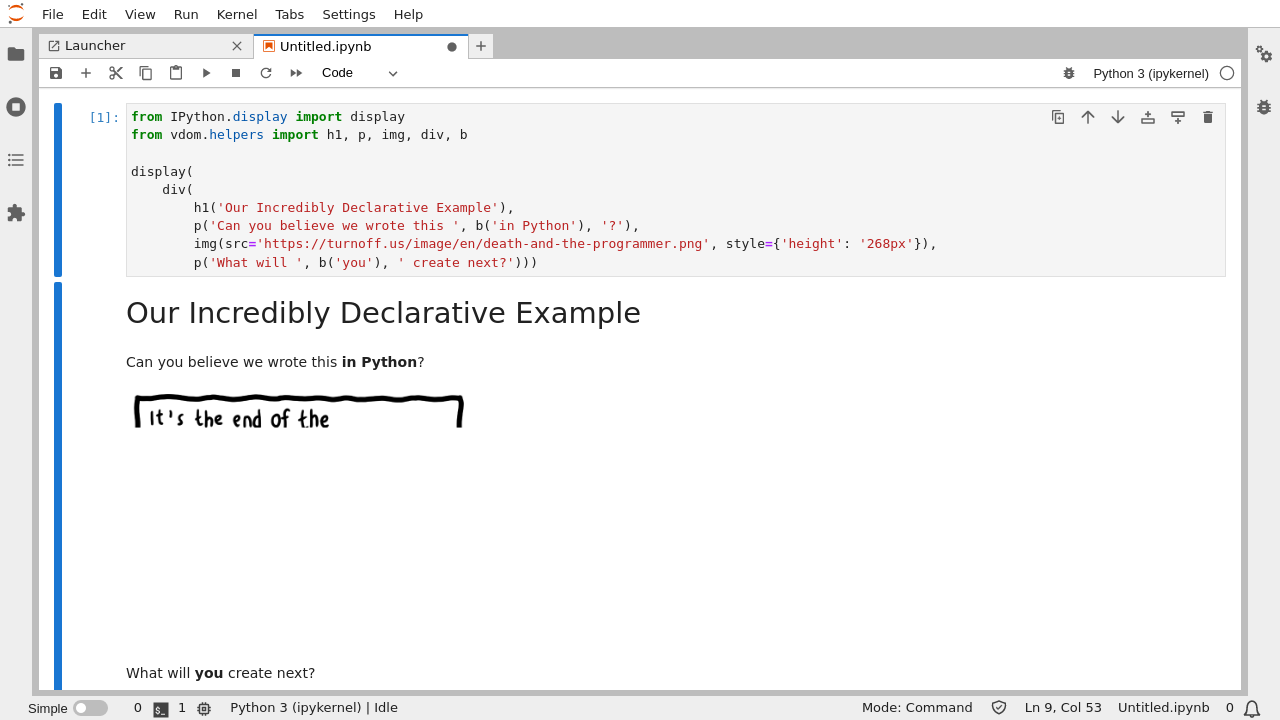 File Edit View Run Kernel Tabs Settings Help
Launcher
Untitled.ipynb
Code
Python 3 (ipykernel)
[1]:
from IPython.display import display
from vdom.helpers import h1, p, img, div, b
display(
    div(
        h1('Our Incredibly Declarative Example'),
        p('Can you believe we wrote this ', b('in Python'), '?'),
        img(src='https://turnoff.us/image/en/death-and-the-programmer.png', style={'height': '268px'}),
        p('What will ', b('you'), ' create next?')))
Our Incredibly Declarative Example
Can you believe we wrote this in Python?
It's the end of the
What will you create next?
Simple 0 $_ 1 Python 3 (ipykernel) | Idle Mode: Command Ln 9, Col 53 Untitled.ipynb 0